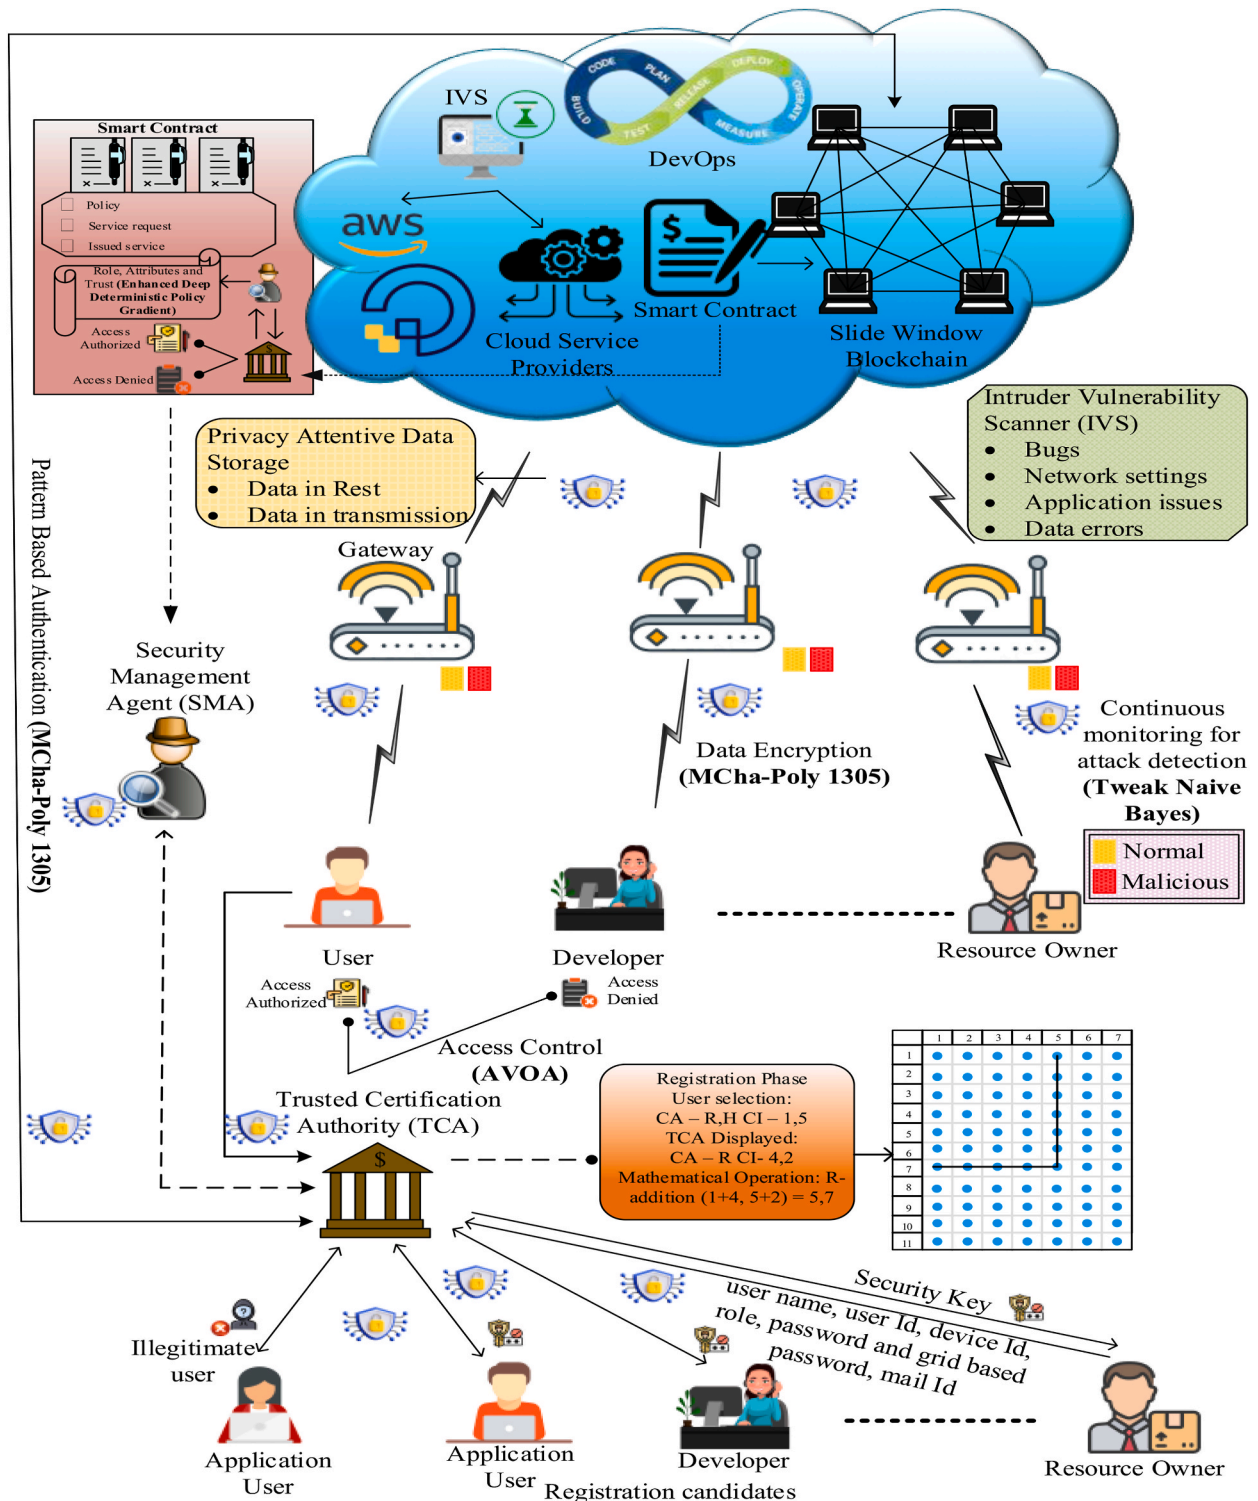 IVS
CODE
PLAN
DEPLOY
BUILD
RELEASE
OPERATE
TEST
MEASURE
DevOps
Smart Contract
Policy
Service request
Issued service
Role, Attributes and
Trust (Enhanced Deep
Deterministic Policy
Gradient)
Access
Authorized
Access Denied
aws
$
Cloud Service
Providers
Smart Contract
Slide Window
Blockchain
Privacy Attentive Data
Storage
• Data in Rest
• Data in transmission
Intruder Vulnerability
Scanner (IVS)
• Bugs
• Network settings
• Application issues
• Data errors
Gateway
Pattern Based Authentication (MCha-Poly 1305)
Security
Management
Agent (SMA)
Data Encryption
(MCha-Poly 1305)
Continuous
monitoring for
attack detection
(Tweak Naive
Bayes)
Normal
Malicious
User
Developer
Resource Owner
Access
Authorized
Access
Denied
Access Control
(AVOA)
Trusted Certification
Authority (TCA)
$
Registration Phase
User selection:
CA – R,H CI – 1,5
TCA Displayed:
CA – R CI- 4,2
Mathematical Operation: R-
addition (1+4, 5+2) = 5,7
1 2 3 4 5 6 7
1
2
3
4
5
6
7
8
9
10
11
Security Key
user name, user Id, device Id,
role, password and grid based
password, mail Id
Illegitimate
user
Application
User
Application
User
Developer
Resource Owner
Registration candidates